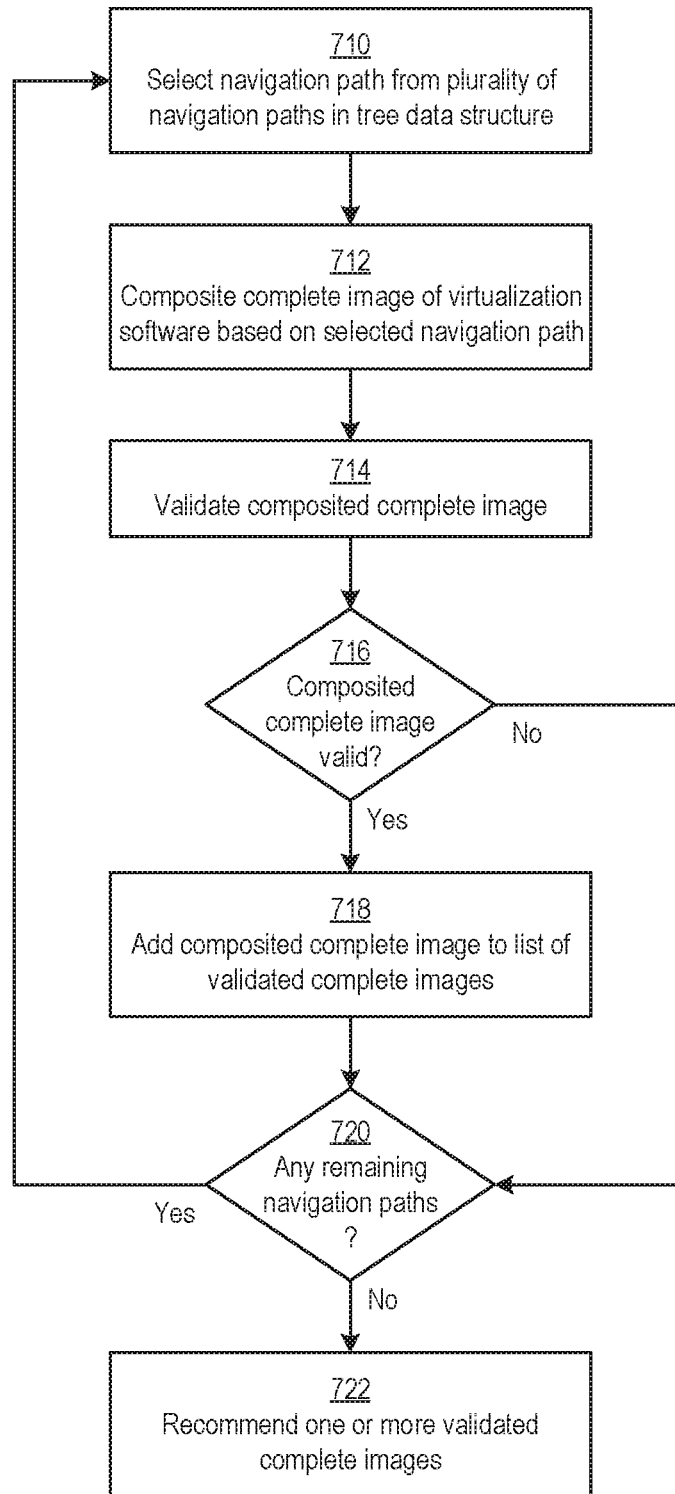 710
Select navigation path from plurality of
navigation paths in tree data structure
712
Composite complete image of virtualization
software based on selected navigation path
714
Validate composited complete image
716
Composited
complete image
valid?
No
Yes
718
Add composited complete image to list of
validated complete images
720
Any remaining
navigation paths
?
Yes
No
722
Recommend one or more validated
complete images